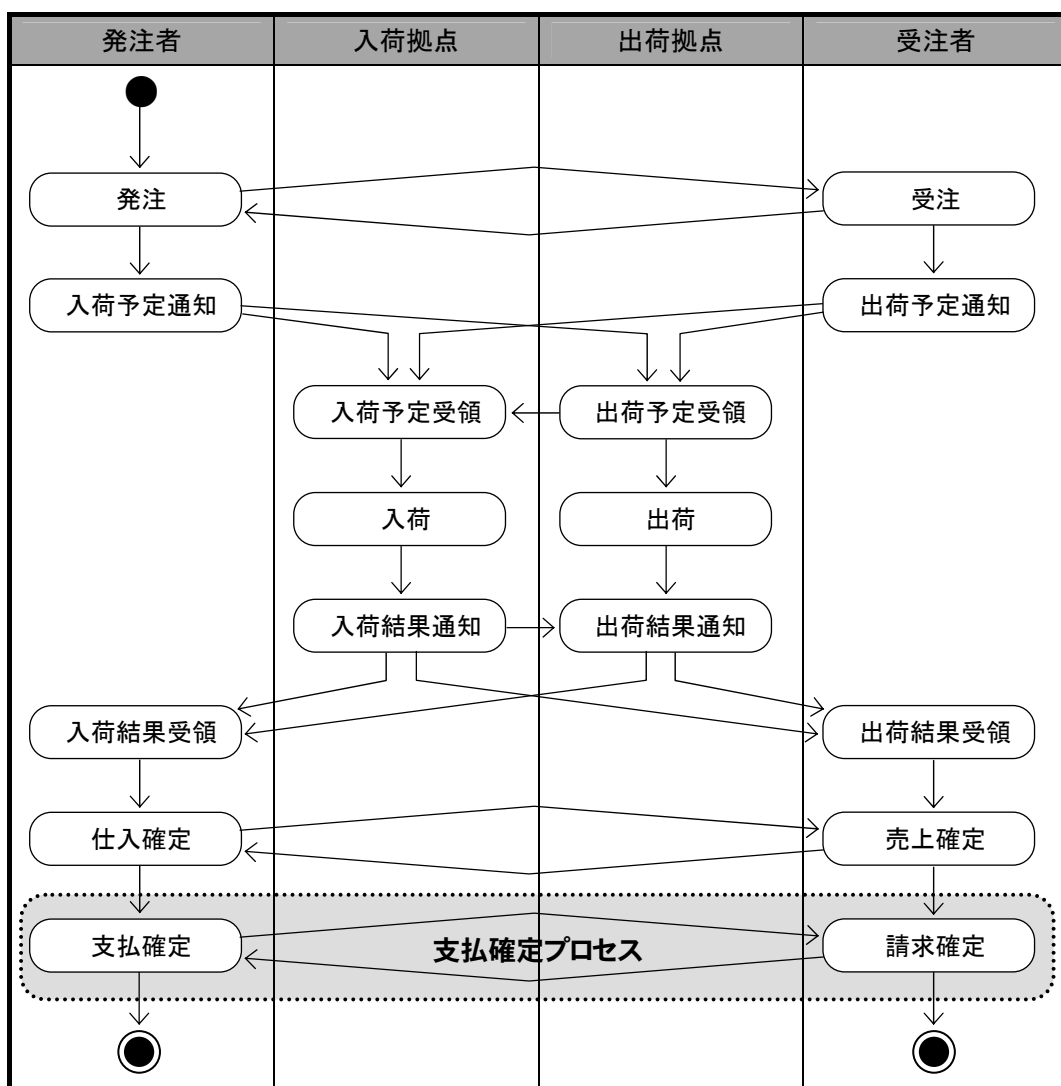 発注者 入荷拠点 出荷拠点 受注者
発注 受注
入荷予定通知 出荷予定通知
入荷予定受領 出荷予定受領
入荷 出荷
入荷結果通知 出荷結果通知
入荷結果受領 出荷結果受領
仕入確定 売上確定
支払確定 支払確定プロセス 請求確定